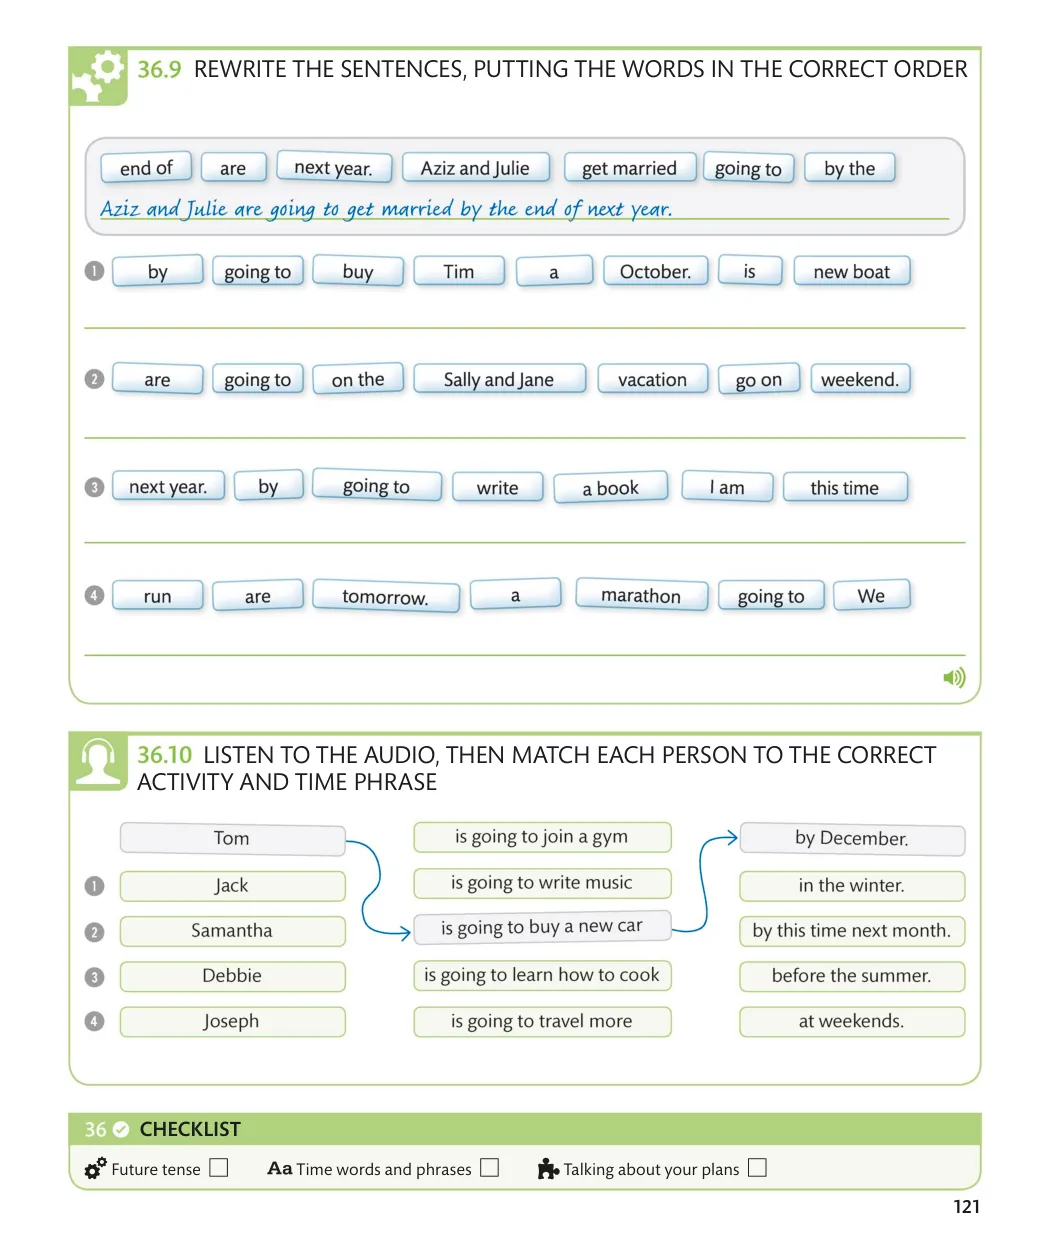 36.9 REWRITE THE SENTENCES, PUTTING THE WORDS IN THE CORRECT ORDER
end of are next year. Aziz and Julie get married going to by the
Aziz and Julie are going to get married by the end of next year.
1 by going to buy Tim a October. is new boat
2 are going to on the Sally and Jane vacation go on weekend.
3 next year. by going to write a book I am this time
4 run are tomorrow. a marathon going to We
36.10 LISTEN TO THE AUDIO, THEN MATCH EACH PERSON TO THE CORRECT
ACTIVITY AND TIME PHRASE
Tom is going to join a gym by December.
1 Jack is going to write music in the winter.
2 Samantha is going to buy a new car by this time next month.
3 Debbie is going to learn how to cook before the summer.
4 Joseph is going to travel more at weekends.
36 CHECKLIST
Future tense Aa Time words and phrases Talking about your plans
121